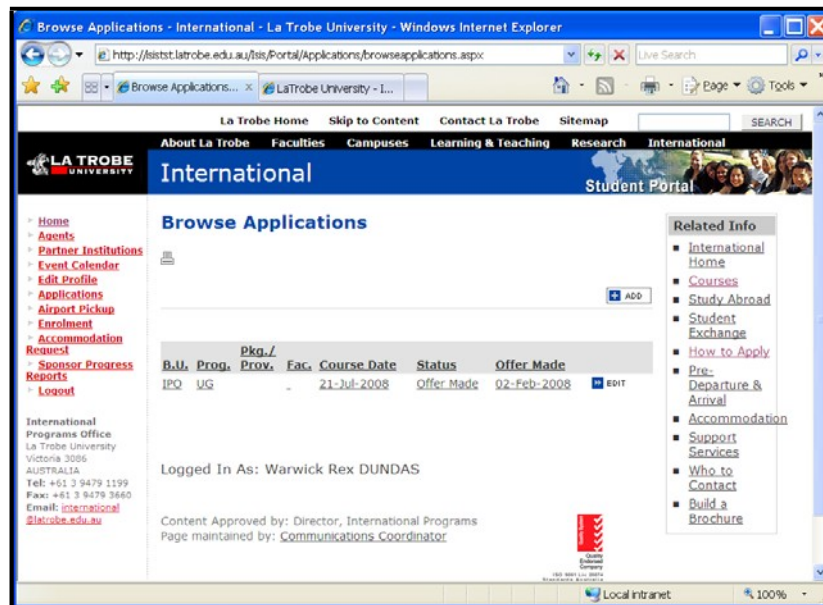 Browse Applications - International - La Trobe University - Windows Internet Explorer
http://isistst.latrobe.edu.au/Isis/Portal/Applications/browseapplications.aspx
Live Search
Browse Applications...
LaTrobe University - I...
Page
Tools
La Trobe Home Skip to Content Contact La Trobe Sitemap SEARCH
About La Trobe Faculties Campuses Learning & Teaching Research International
LA TROBE
UNIVERSITY
International
Student Portal
Home
Agents
Partner Institutions
Event Calendar
Edit Profile
Applications
Airport Pickup
Enrolment
Accommodation
Request
Sponsor Progress
Reports
Logout
International
Programs Office
La Trobe University
Victoria 3086
AUSTRALIA
Tel: +61 3 9479 1199
Fax: +61 3 9479 3660
Email: international
@latrobe.edu.au
Browse Applications
ADD
Pkg./
B.U. Prog. Prov. Fac. Course Date Status Offer Made
IPO UG - 21-Jul-2008 Offer Made 02-Feb-2008 EDIT
Logged In As: Warwick Rex DUNDAS
Content Approved by: Director, International Programs
Page maintained by: Communications Coordinator
Quality
Endorsed
Company
Related Info
International
Home
Courses
Study Abroad
Student
Exchange
How to Apply
Pre-
Departure &
Arrival
Accommodation
Support
Services
Who to
Contact
Build a
Brochure
Local intranet
100%